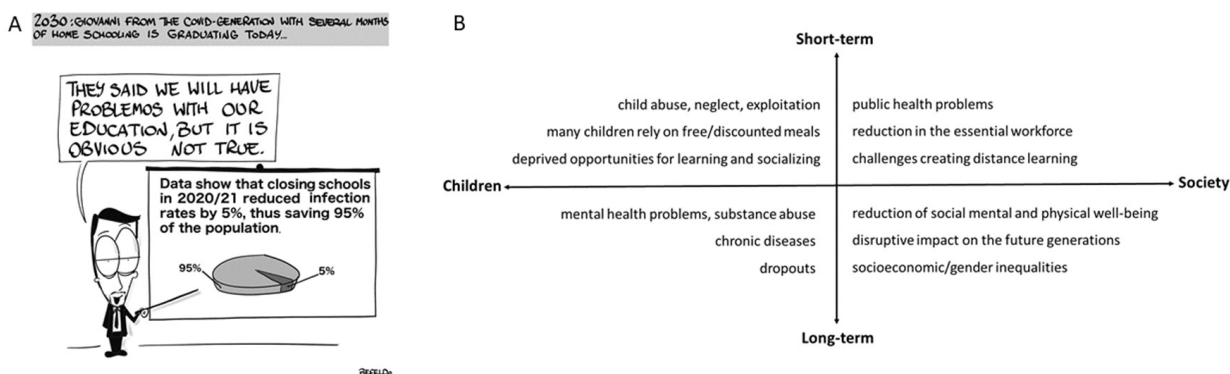 A
2030: GIOVANNI FROM THE COVID-GENERATION WITH SEVERAL MONTHS
OF HOME SCHOOLING IS GRADUATING TODAY...
THEY SAID WE WILL HAVE
PROBLEMOS WITH OUR
EDUCATION, BUT IT IS
OBVIOUS NOT TRUE.
Data show that closing schools
in 2020/21 reduced infection
rates by 5%, thus saving 95%
of the population.
95%
5%
BEFELDO
B
Short-term
child abuse, neglect, exploitation
many children rely on free/discounted meals
deprived opportunities for learning and socializing
public health problems
reduction in the essential workforce
challenges creating distance learning
Children
Society
mental health problems, substance abuse
chronic diseases
dropouts
reduction of social mental and physical well-being
disruptive impact on the future generations
socioeconomic/gender inequalities
Long-term